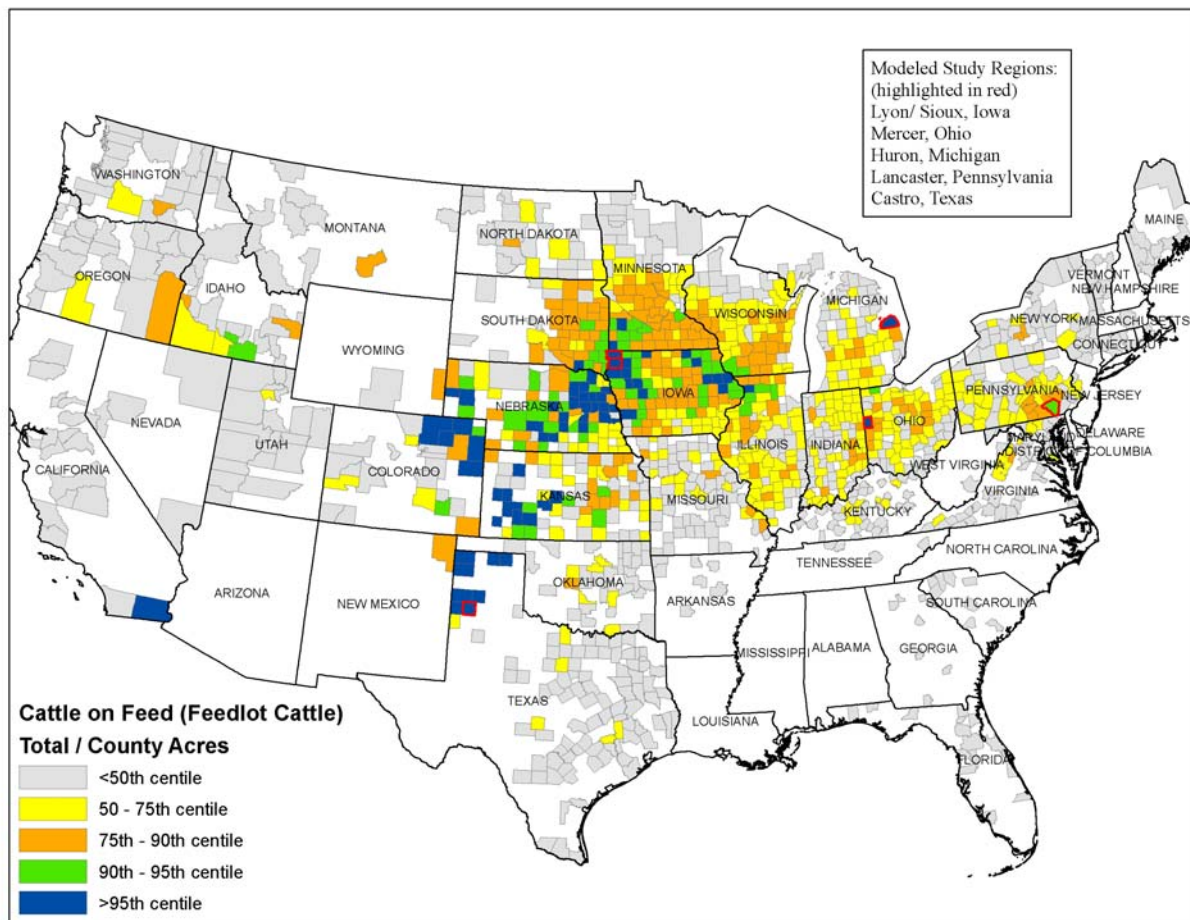 Modeled Study Regions:
(highlighted in red)
Lyon/ Sioux, Iowa
Mercer, Ohio
Huron, Michigan
Lancaster, Pennsylvania
Castro, Texas
WASHINGTON
MONTANA
NORTH DAKOTA
MINNESOTA
MAINE
OREGON
IDAHO
SOUTH DAKOTA
WISCONSIN
MICHIGAN
VERMONT
NEW HAMPSHIRE
NEW YORK
MASSACHUSETTS
CONNECTICUT
WYOMING
NEBRASKA
IOWA
PENNSYLVANIA
NEW JERSEY
NEVADA
UTAH
COLORADO
ILLINOIS
INDIANA
OHIO
MARYLAND
DELAWARE
DISTRICT OF COLUMBIA
CALIFORNIA
KANSAS
MISSOURI
WEST VIRGINIA
VIRGINIA
KENTUCKY
ARIZONA
NEW MEXICO
OKLAHOMA
ARKANSAS
TENNESSEE
NORTH CAROLINA
SOUTH CAROLINA
MISSISSIPPI
ALABAMA
GEORGIA
TEXAS
LOUISIANA
FLORIDA
Cattle on Feed (Feedlot Cattle)
Total / County Acres
<50th centile
50 - 75th centile
75th - 90th centile
90th - 95th centile
>95th centile